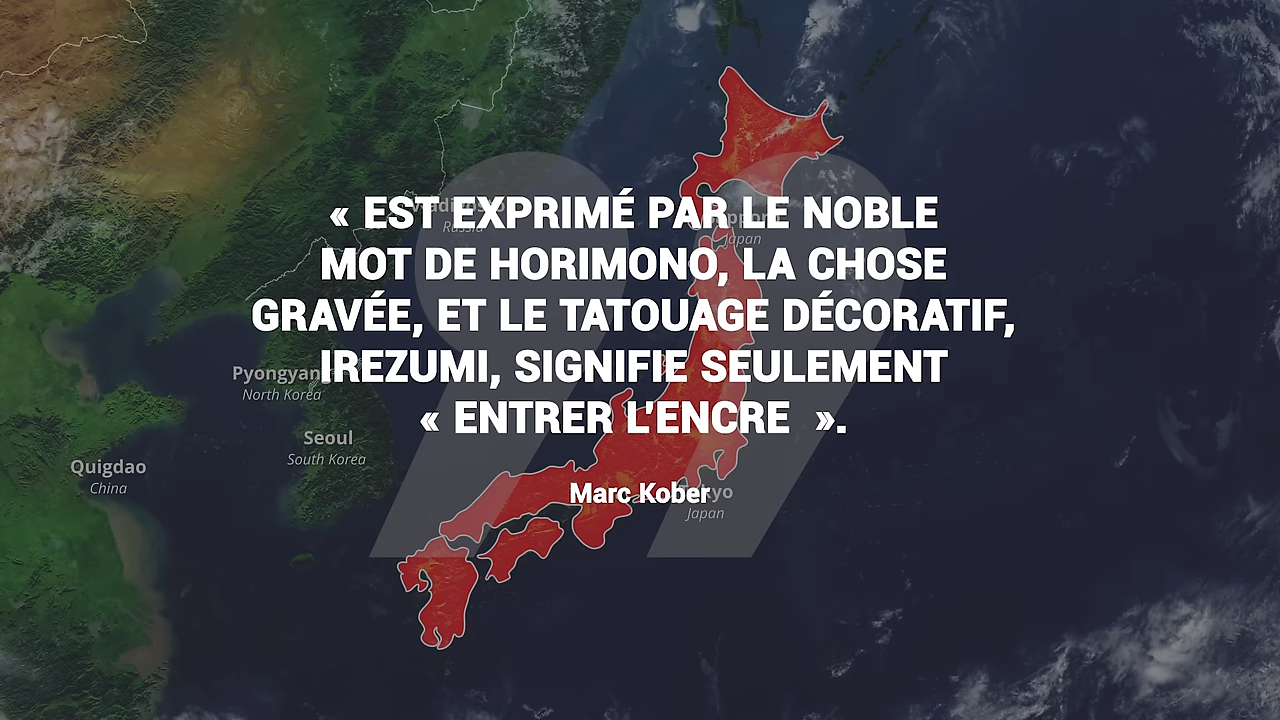 « EST EXPRIMÉ PAR LE NOBLE
MOT DE HORIMONO, LA CHOSE
GRAVÉE, ET LE TATOUAGE DÉCORATIF,
IREZUMI, SIGNIFIE SEULEMENT
« ENTRER L'ENCRE  ».
Marc Kober
Russia
Japan
North Korea
Seoul
South Korea
Quigdao
China
Japan